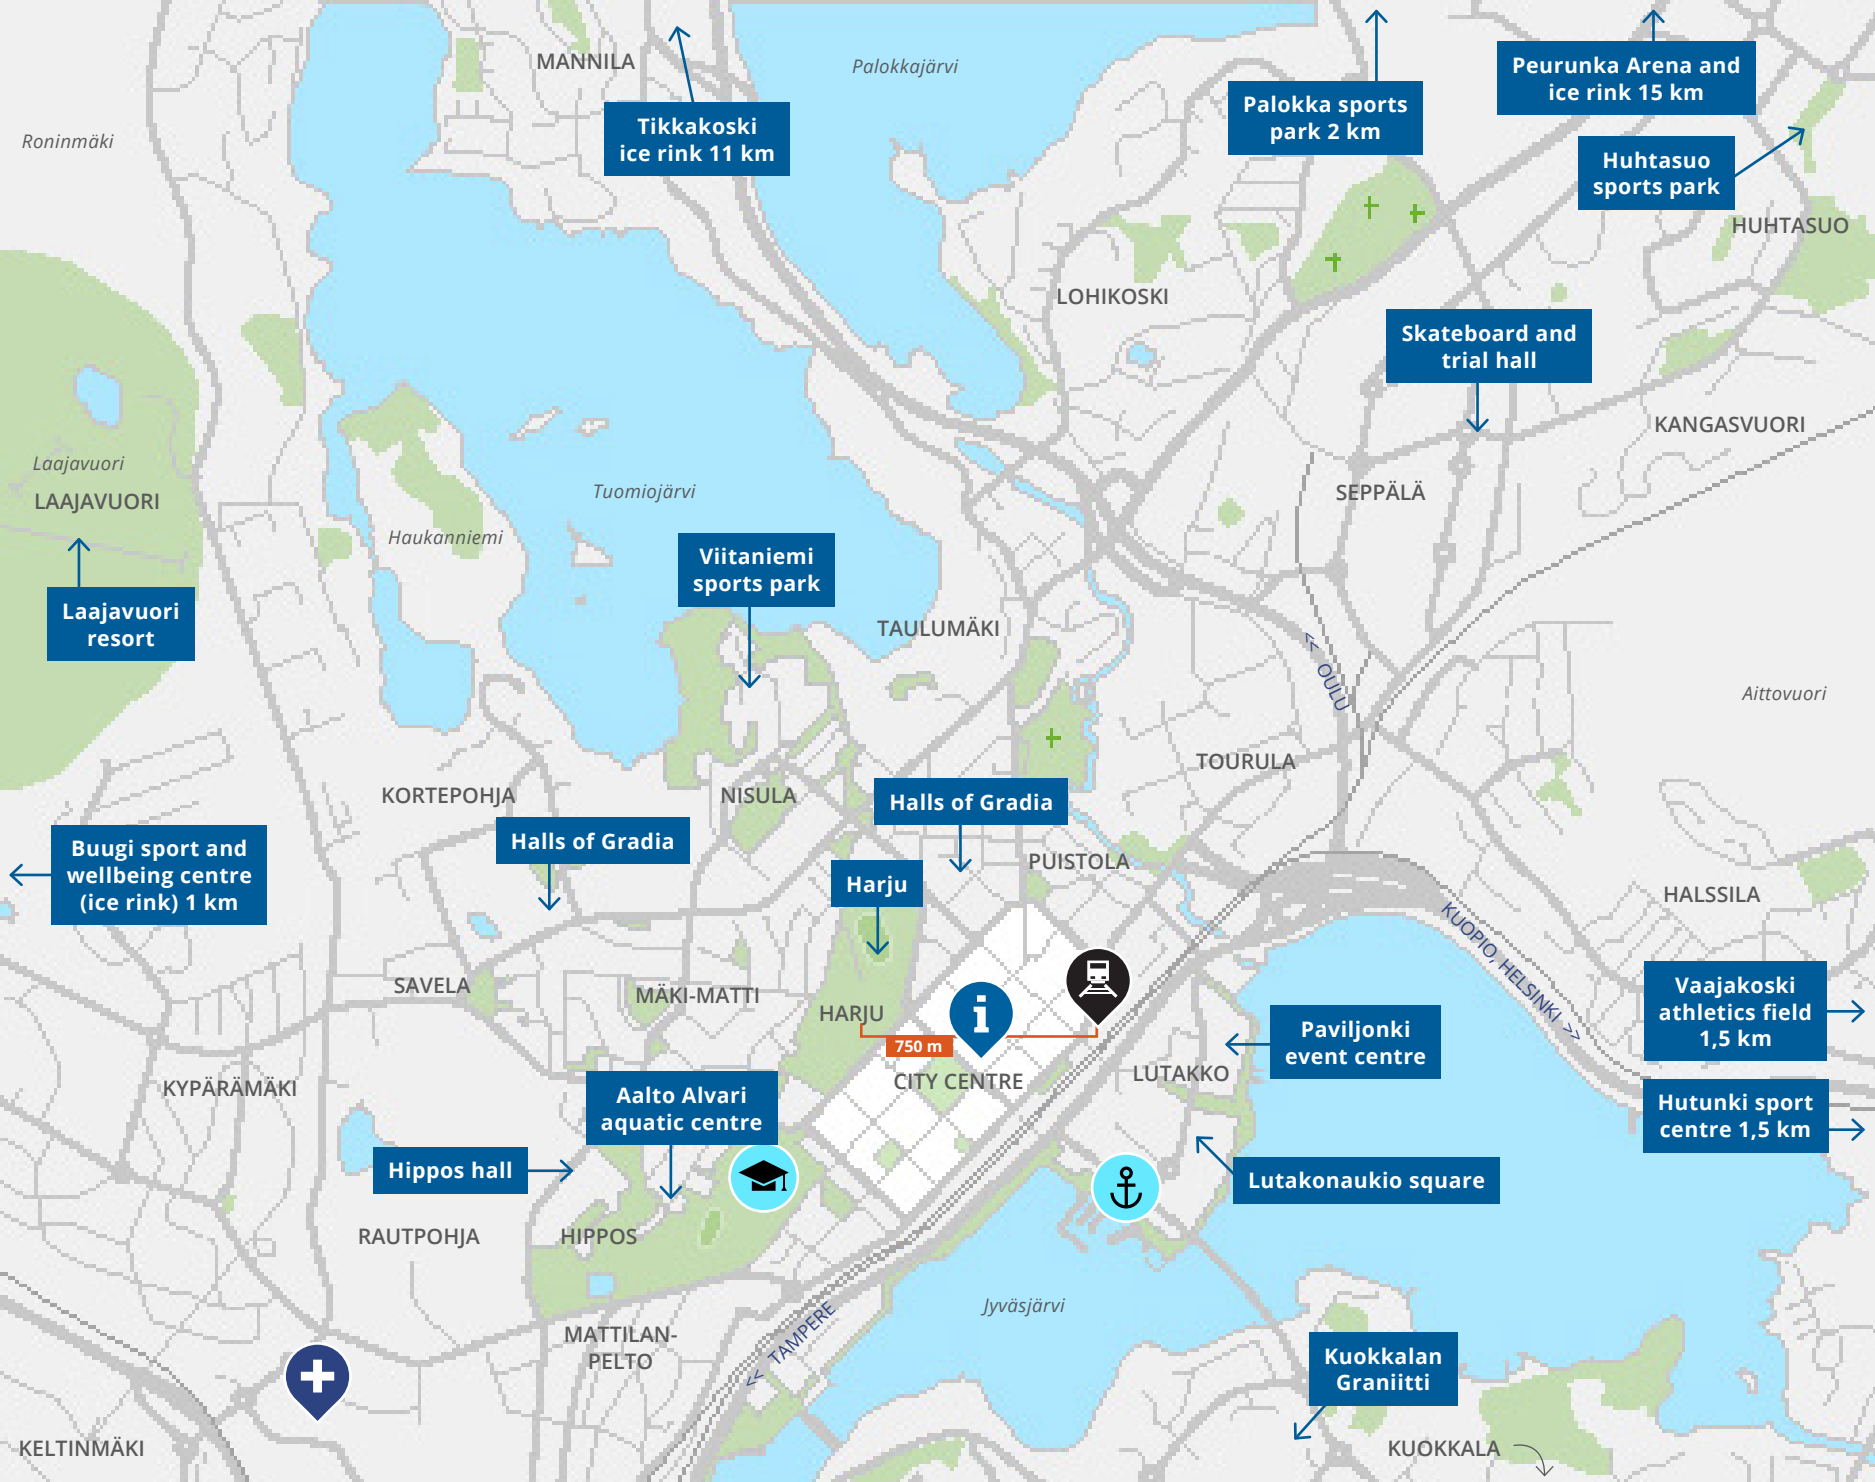 MANNILA
Palokkajärvi
Tikkakoski
ice rink 11 km
Palokka sports
park 2 km
Peurunka Arena and
ice rink 15 km
Roninmäki
Huhtasuo
sports park
HUHTASUO
LOHIKOSKI
Skateboard and
trial hall
KANGASVUORI
Laajavuori
LAAJAVUORI
Tuomiojärvi
SEPPÄLÄ
Haukanniemi
Viitaniemi
sports park
Laajavuori
resort
TAULUMÄKI
<< OULU
Aittovuori
TOURULA
KORTEPOHJA
NISULA
Halls of Gradia
Halls of Gradia
Buugi sport and
wellbeing centre
(ice rink) 1 km
PUISTOLA
Harju
HALSSILA
KUOPIO, HELSINKI >>
SAVELA
MÄKI-MATTI
HARJU
i
750 m
Vaajakoski
athletics field
1,5 km
Paviljonki
event centre
CITY CENTRE
LUTAKKO
KYPÄRÄMÄKI
Aalto Alvari
aquatic centre
Hutunki sport
centre 1,5 km
Hippos hall
Lutakonaukio square
RAUTPOHJA
HIPPOS
Jyväsjärvi
<< TAMPERE
MATTILAN-
PELTO
Kuokkalan
Graniitti
KELTINMÄKI
KUOKKALA